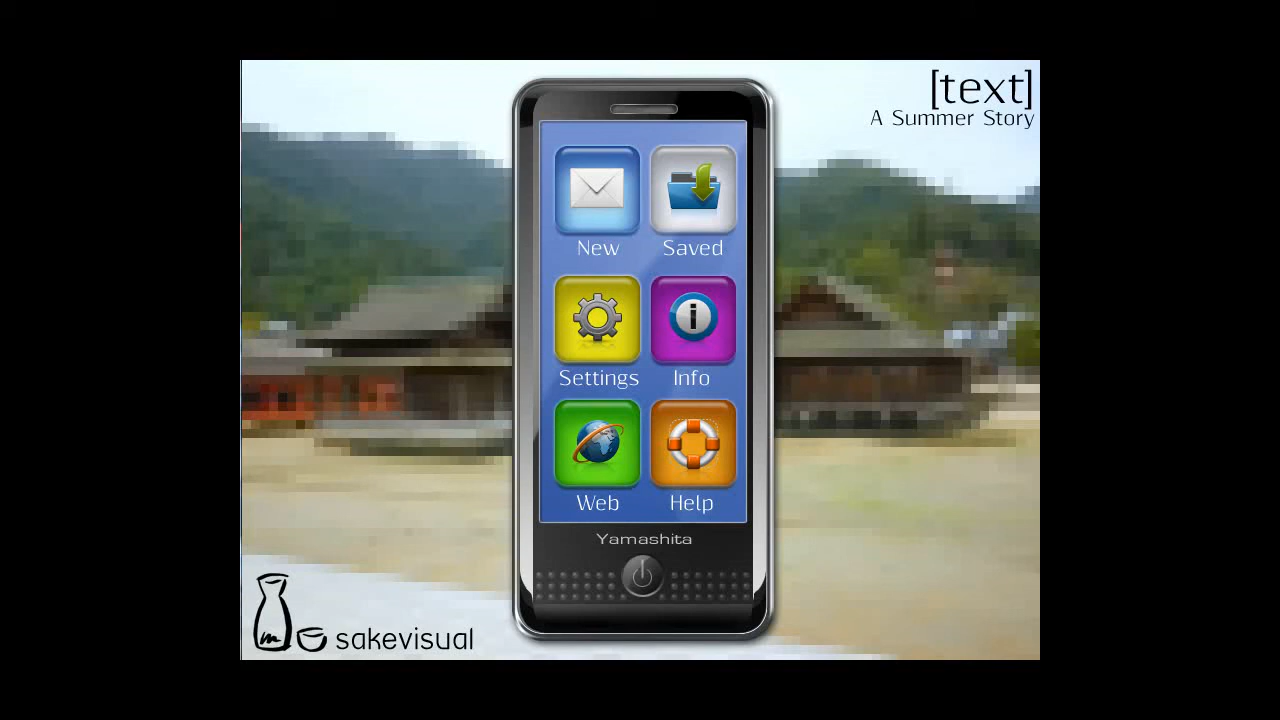 [text]
A Summer Story
New
Saved
Settings
Info
Web
Help
Yamashita
sakevisual